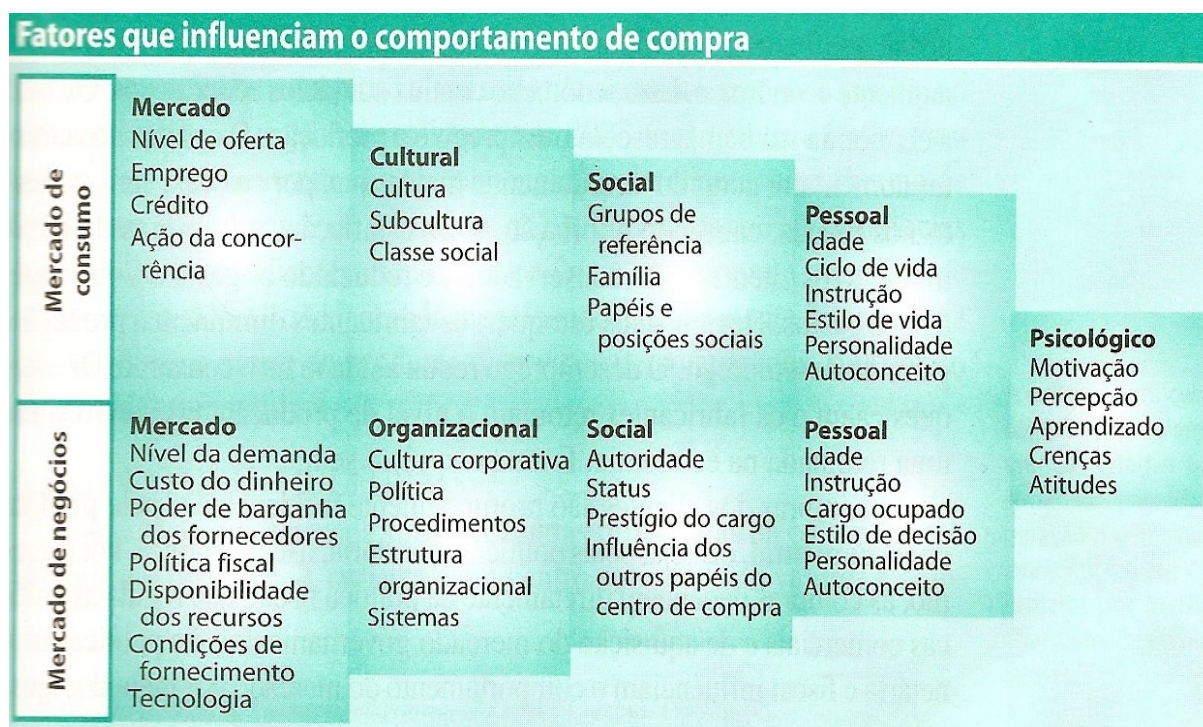 Fatores que influenciam o comportamento de compra
Mercado de
consumo
Mercado
Nível de oferta
Emprego
Crédito
Ação da concor-
rência
Cultural
Cultura
Subcultura
Classe social
Social
Grupos de
referência
Família
Papéis e
posições sociais
Pessoal
Idade
Ciclo de vida
Instrução
Estilo de vida
Personalidade
Autoconceito
Psicológico
Motivação
Percepção
Aprendizado
Crenças
Atitudes
Mercado de negócios
Mercado
Nível da demanda
Custo do dinheiro
Poder de barganha
dos fornecedores
Política fiscal
Disponibilidade
dos recursos
Condições de
fornecimento
Tecnologia
Organizacional
Cultura corporativa
Política
Procedimentos
Estrutura
organizacional
Sistemas
Social
Autoridade
Status
Prestígio do cargo
Influência dos
outros papéis do
centro de compra
Pessoal
Idade
Instrução
Cargo ocupado
Estilo de decisão
Personalidade
Autoconceito